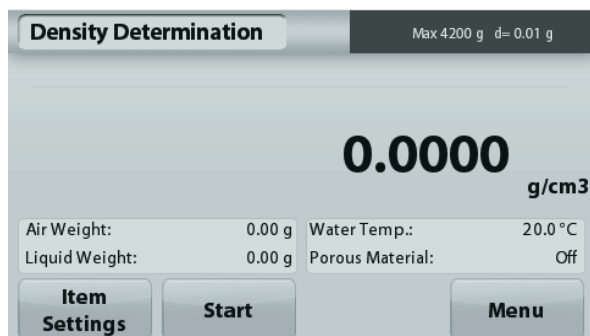 Density Determination
Max 4200 g d= 0.01 g
0.0000
g/cm3
Air Weight: 0.00 g Water Temp.: 20.0 °C
Liquid Weight: 0.00 g Porous Material: Off
Item
Settings
Start
Menu